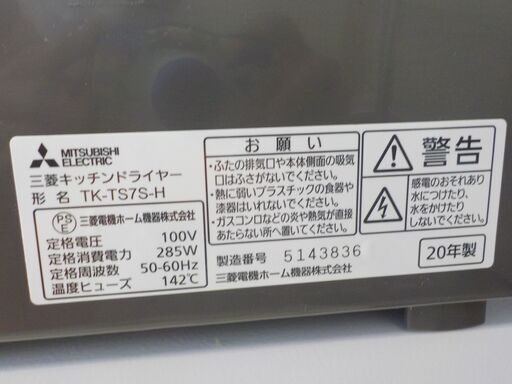 MITSUBISHI
ELECTRIC
三菱キッチンドライヤー
形 名 TK-TS7S-H
PS
E
三菱電機ホーム機器株式会社
定格電圧 100V
定格消費電力 285W
定格周波数 50-60Hz
温度ヒューズ 142℃
お願い
・ふたの排気口や本体側面の吸気
口はふさがないでください。
・熱に弱いプラスチックの食器や
漆器はいれないでください。
・ガスコンロなどの炎や熱気が直接
あたらない所へ置いてください。
製造番号 5143836
三菱電機ホーム機器株式会社
警告
感電のおそれあり
水につけたり、
水をかけたり
しないでください。
20年製